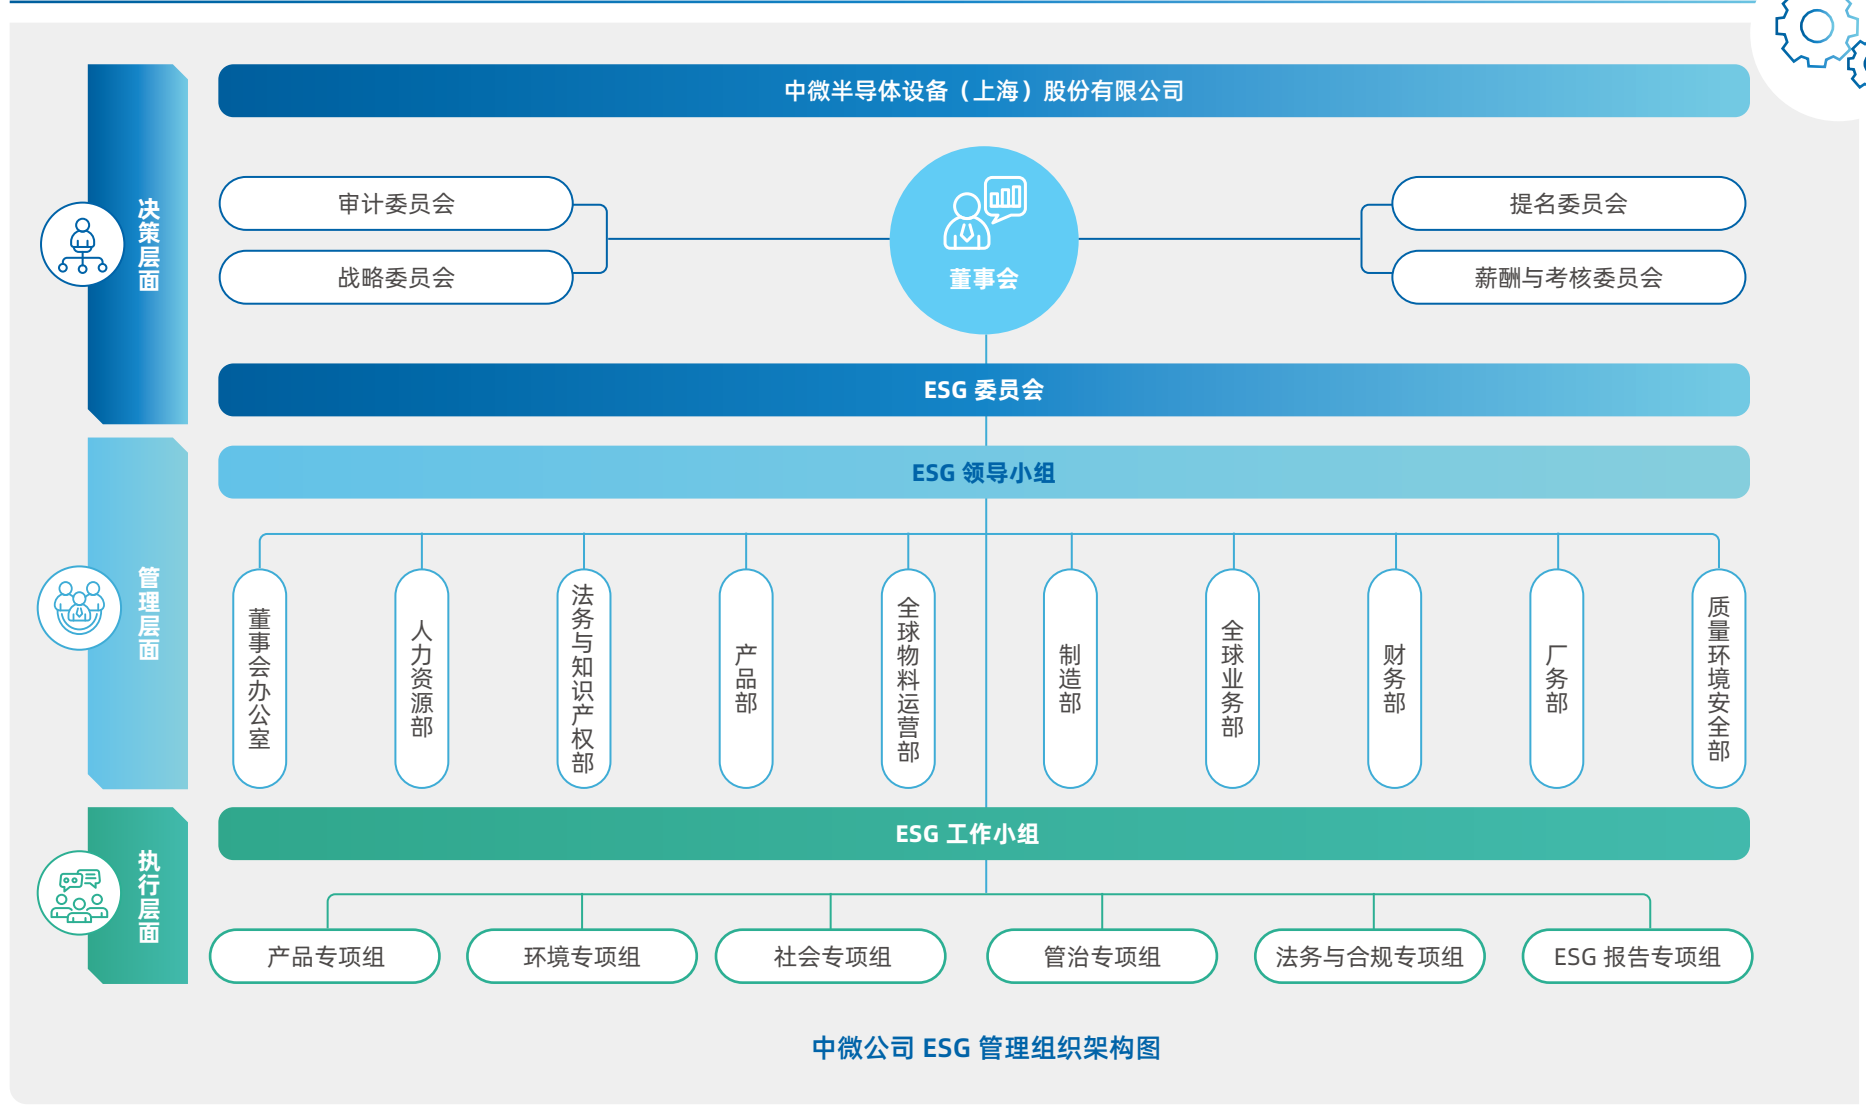 中微半导体设备（上海）股份有限公司
决策层面
审计委员会
战略委员会
董事会
提名委员会
薪酬与考核委员会
ESG 委员会
管理层面
ESG 领导小组
董事会办公室
人力资源部
法务与知识产权部
产品部
全球物料运营部
制造部
全球业务部
财务部
厂务部
质量环境安全部
执行层面
ESG 工作小组
产品专项组
环境专项组
社会专项组
管治专项组
法务与合规专项组
ESG 报告专项组
中微公司 ESG 管理组织架构图